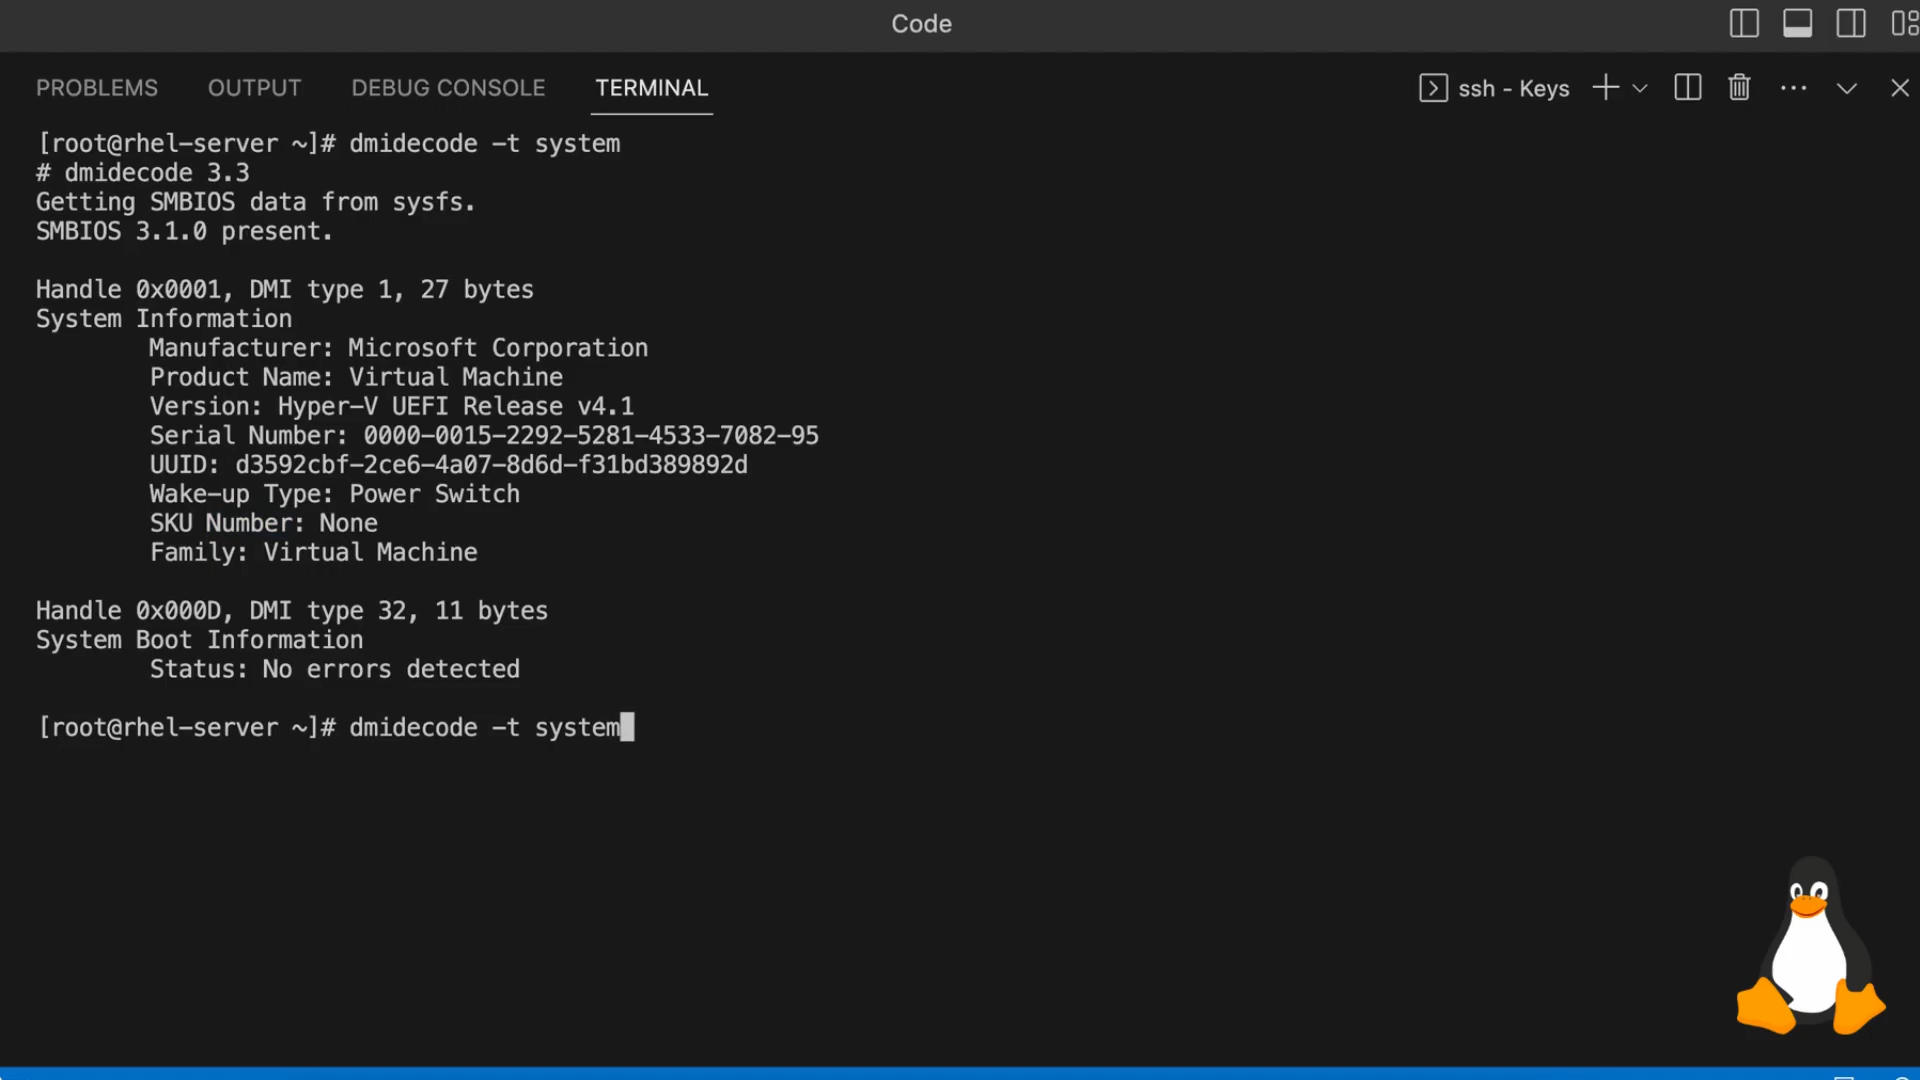 Code
PROBLEMS OUTPUT DEBUG CONSOLE TERMINAL ssh - Keys
[root@rhel-server ~]# dmidecode -t system
# dmidecode 3.3
Getting SMBIOS data from sysfs.
SMBIOS 3.1.0 present.
Handle 0x0001, DMI type 1, 27 bytes
System Information
Manufacturer: Microsoft Corporation
Product Name: Virtual Machine
Version: Hyper-V UEFI Release v4.1
Serial Number: 0000-0015-2292-5281-4533-7082-95
UUID: d3592cbf-2ce6-4a07-8d6d-f31bd389892d
Wake-up Type: Power Switch
SKU Number: None
Family: Virtual Machine
Handle 0x000D, DMI type 32, 11 bytes
System Boot Information
Status: No errors detected
[root@rhel-server ~]# dmidecode -t system